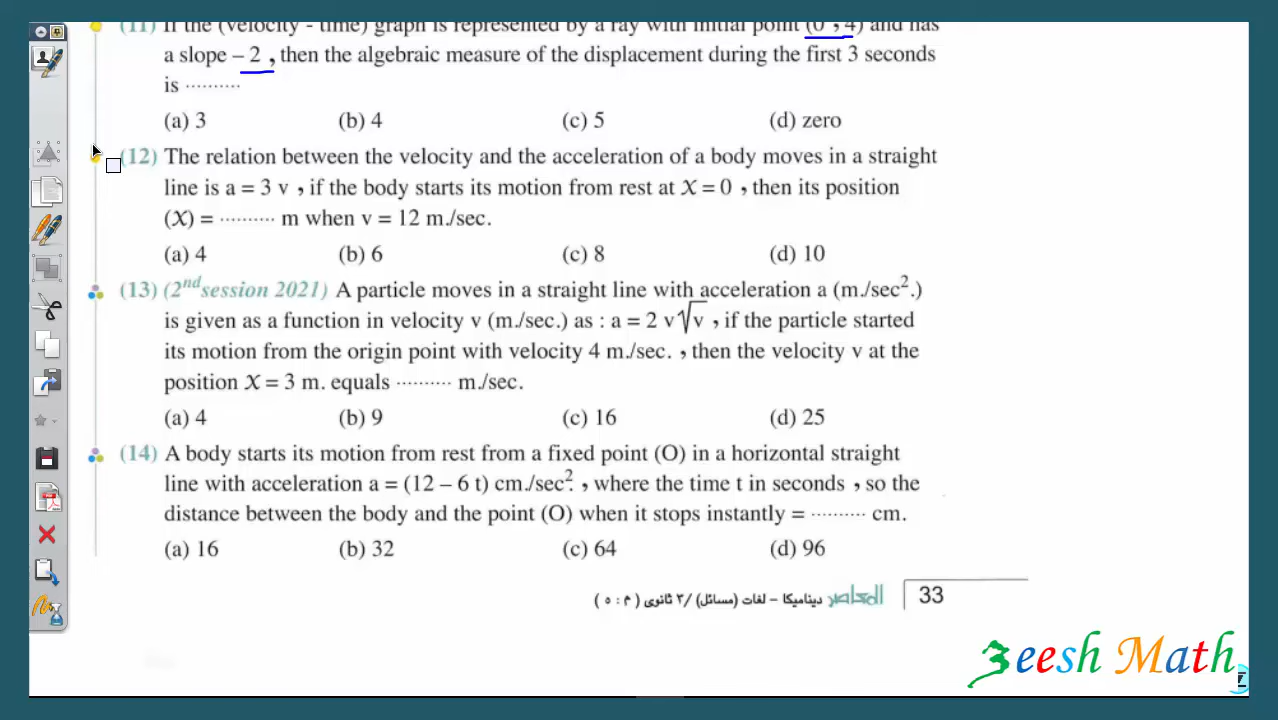 (11) If the (velocity - time) graph is represented by a ray with initial point (0 , 4) and has
a slope – 2 , then the algebraic measure of the displacement during the first 3 seconds
is ··········
(a) 3 (b) 4 (c) 5 (d) zero
(12) The relation between the velocity and the acceleration of a body moves in a straight
line is a = 3 v , if the body starts its motion from rest at X = 0 , then its position
(X) = ·········· m when v = 12 m./sec.
(a) 4 (b) 6 (c) 8 (d) 10
(13) (2nd session 2021) A particle moves in a straight line with acceleration a (m./sec².)
is given as a function in velocity v (m./sec.) as : a = 2 v √v , if the particle started
its motion from the origin point with velocity 4 m./sec. , then the velocity v at the
position X = 3 m. equals ·········· m./sec.
(a) 4 (b) 9 (c) 16 (d) 25
(14) A body starts its motion from rest from a fixed point (O) in a horizontal straight
line with acceleration a = (12 – 6 t) cm./sec². , where the time t in seconds , so the
distance between the body and the point (O) when it stops instantly = ·········· cm.
(a) 16 (b) 32 (c) 64 (d) 96
المعاصر ديناميكا – لغات (مسائل) /٣ ثانوى (م : ٥) 33
Zeesh Math